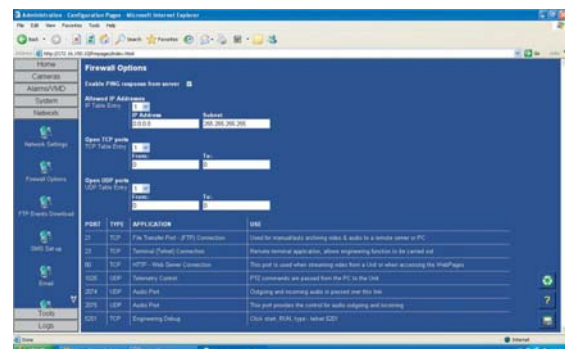 Administration - Configuration Pages - Microsoft Internet Explorer
File Edit View Favorites Tools Help
Search Favorites
Home
Cameras
Alarms/VMD
System
Network
Network Settings
Firewall Options
FTP Events Download
SMS Set-up
Email
Tools
Logs
Firewall Options
Enable PING response from server
Allowed IP Addresses
IP Table Entry 1
IP Address Subnet
0.0.0.0 255.255.255.255
Open TCP ports
TCP Table Entry 1
From: To:
0 0
Open UDP ports
UDP Table Entry 1
From: To:
0 0
PORT TYPE APPLICATION USE
21 TCP File Transfer Port - (FTP) Connection Used for manual/auto archiving video & audio to a remote server or PC
23 TCP Terminal (Telnet) Connection Remote terminal application, allows engineering function to be carried out
80 TCP HTTP - Web Server Connection This port is used when streaming video from a Unit or when accessing the WebPages
UDP Telemetry Control PTZ commands are passed from the PC to the Unit
2074 UDP Audio Port Outgoing and incoming audio is passed over this link
UDP Audio Port This port provides the control for audio outgoing and incoming
TCP Engineering Debug Click start, RUN, type - telnet 5201
Internet